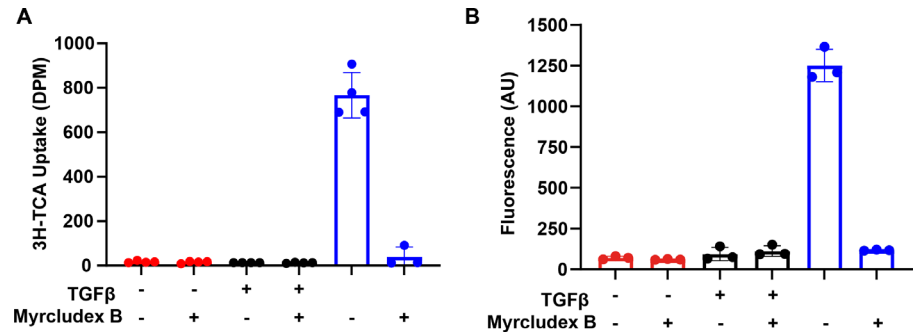 A
3H-TCA Uptake (DPM)
1000
800
600
400
200
0
TGFβ - - + +
Myrcludex B - + - + - +
B
Fluorescence (AU)
1500
1250
1000
750
500
250
0
TGFβ - - + +
Myrcludex B - + - + - +